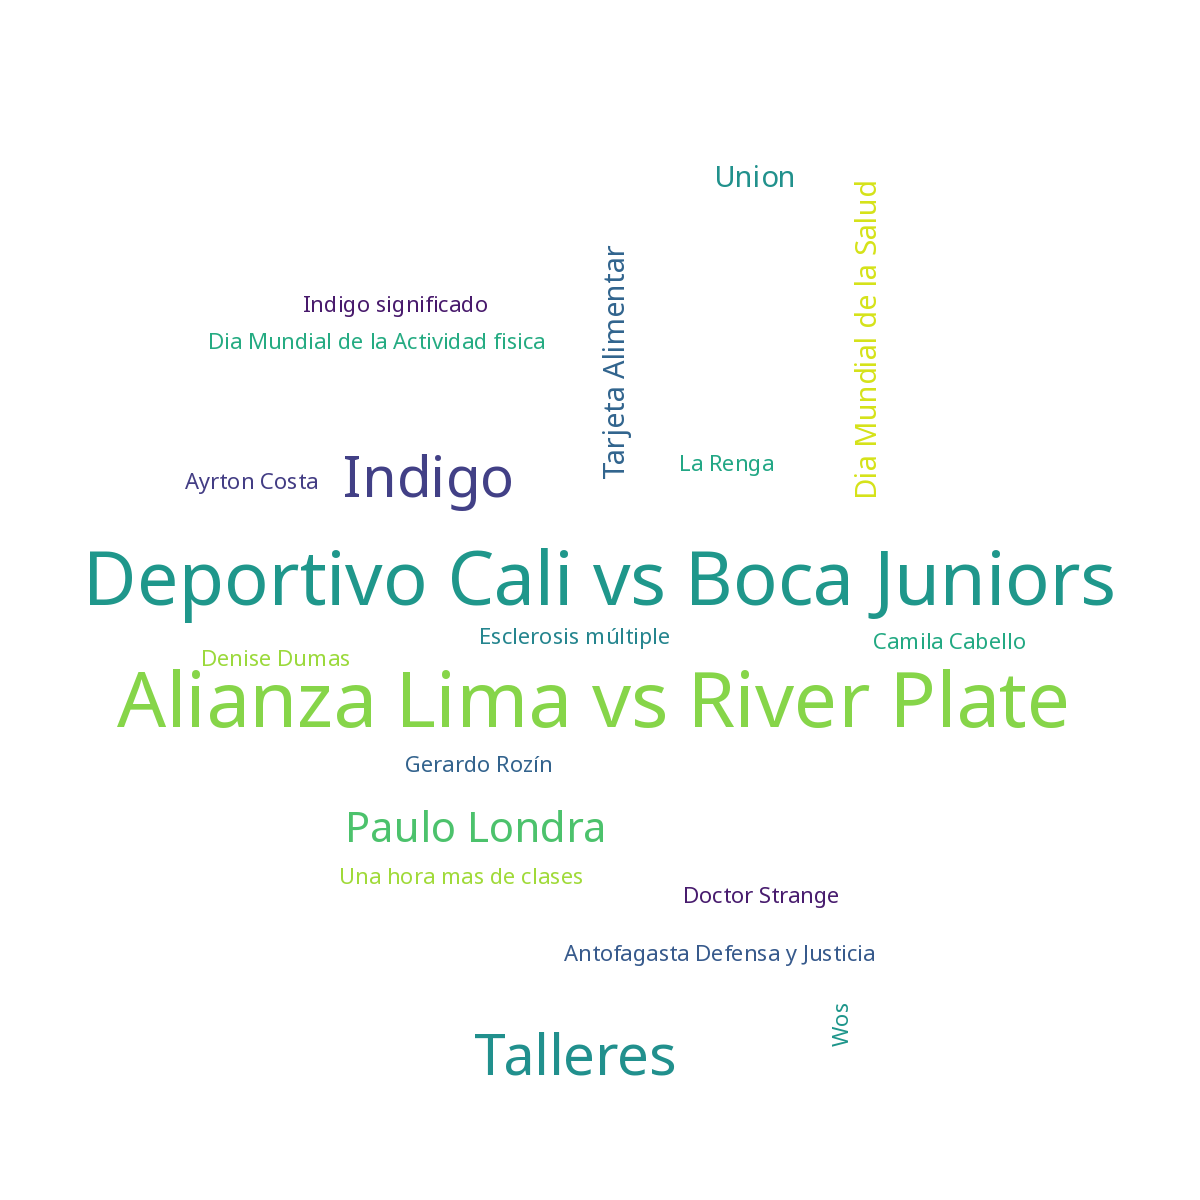 Union
Dia Mundial de la Salud
Tarjeta Alimentar
Indigo significado
Dia Mundial de la Actividad fisica
La Renga
Ayrton Costa
Indigo
Deportivo Cali vs Boca Juniors
Esclerosis múltiple
Camila Cabello
Denise Dumas
Alianza Lima vs River Plate
Gerardo Rozín
Paulo Londra
Una hora mas de clases
Doctor Strange
Antofagasta Defensa y Justicia
Wos
Talleres